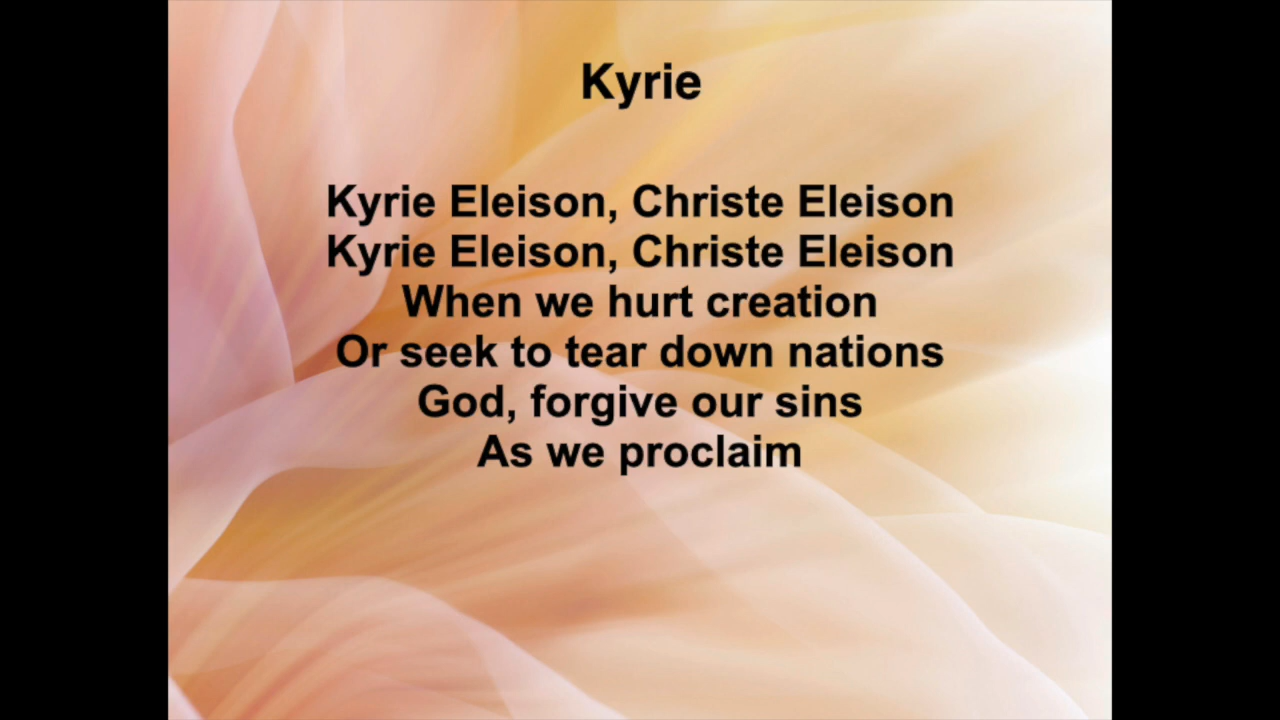 Kyrie
Kyrie Eleison, Christe Eleison
Kyrie Eleison, Christe Eleison
When we hurt creation
Or seek to tear down nations
God, forgive our sins
As we proclaim